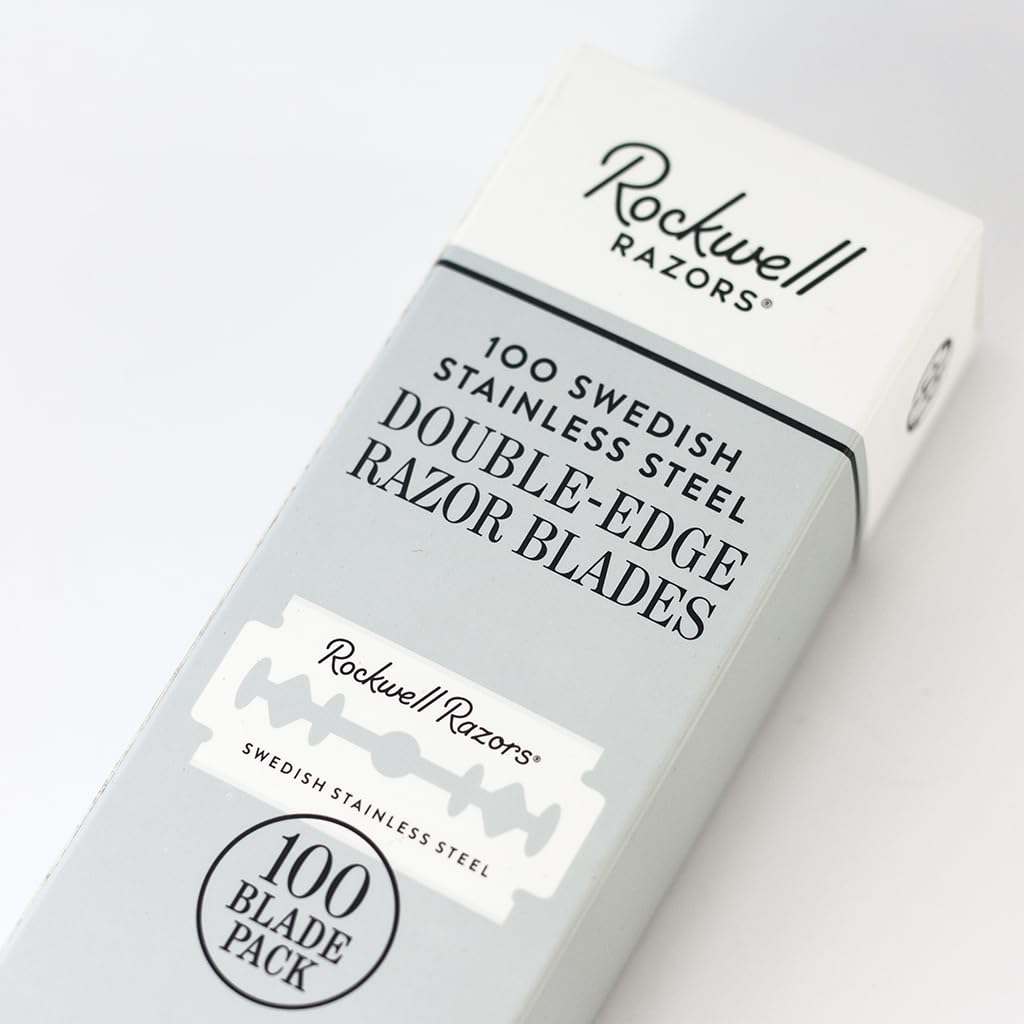 Rockwell
RAZORS®
100 SWEDISH
STAINLESS STEEL
DOUBLE-EDGE
RAZOR BLADES
Rockwell Razors®
SWEDISH STAINLESS STEEL
100
BLADE
PACK